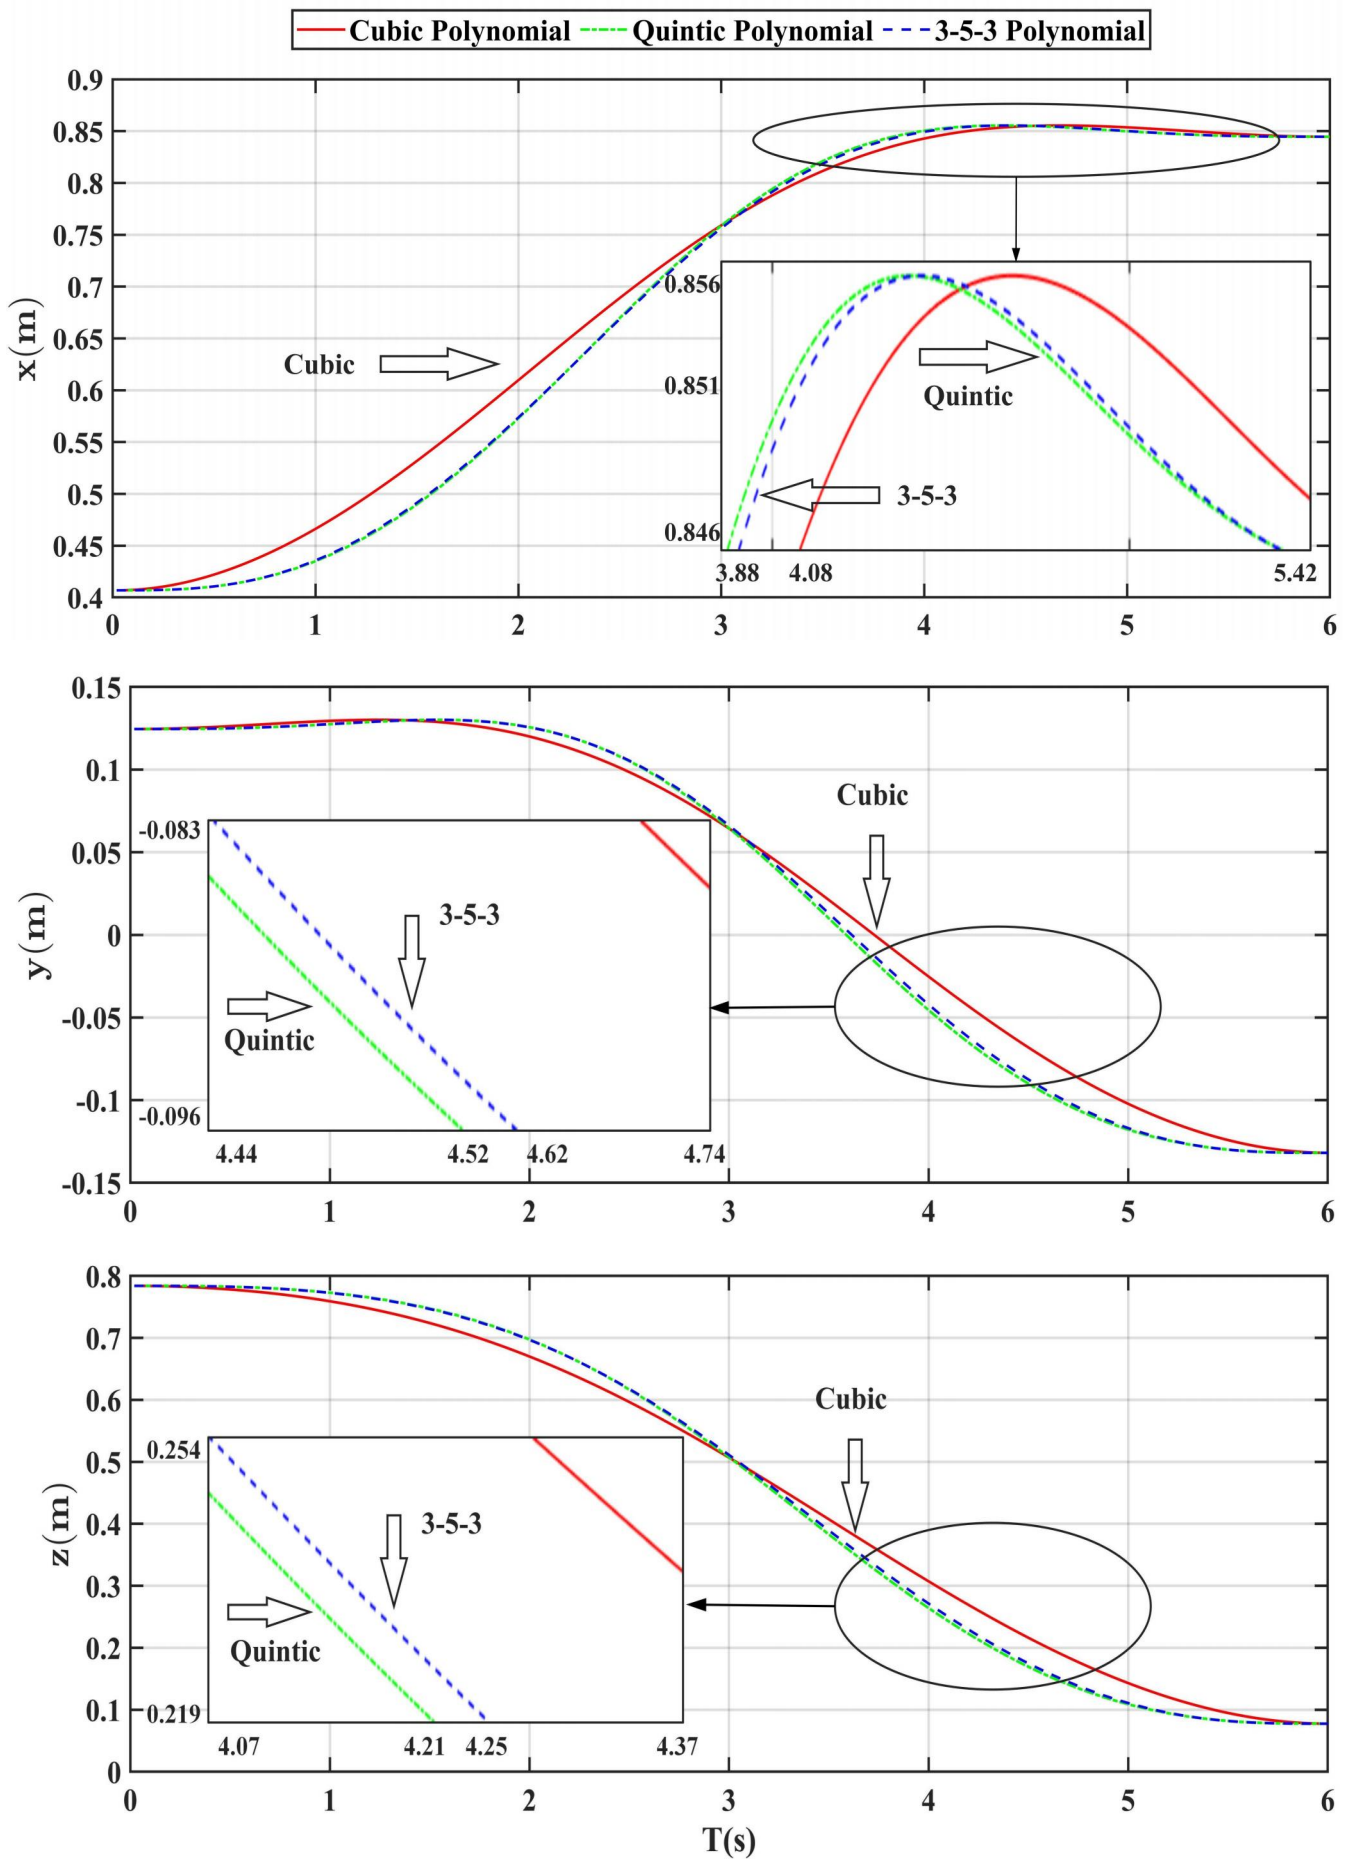 Cubic Polynomial Quintic Polynomial 3-5-3 Polynomial
0.9
0.85
0.8
0.75
0.7
0.65
0.6
0.55
0.5
0.45
0.4
x(m)
Cubic
0.856
0.851
0.846
Quintic
3-5-3
3.88 4.08 5.42
0 1 2 3 4 5 6
0.15
0.1
0.05
0
-0.05
-0.1
-0.15
y(m)
Cubic
-0.083
3-5-3
Quintic
-0.096
4.44 4.52 4.62 4.74
0 1 2 3 4 5 6
0.8
0.7
0.6
0.5
0.4
0.3
0.2
0.1
0
z(m)
Cubic
0.254
3-5-3
Quintic
0.219
4.07 4.21 4.25 4.37
0 1 2 3 4 5 6
T(s)